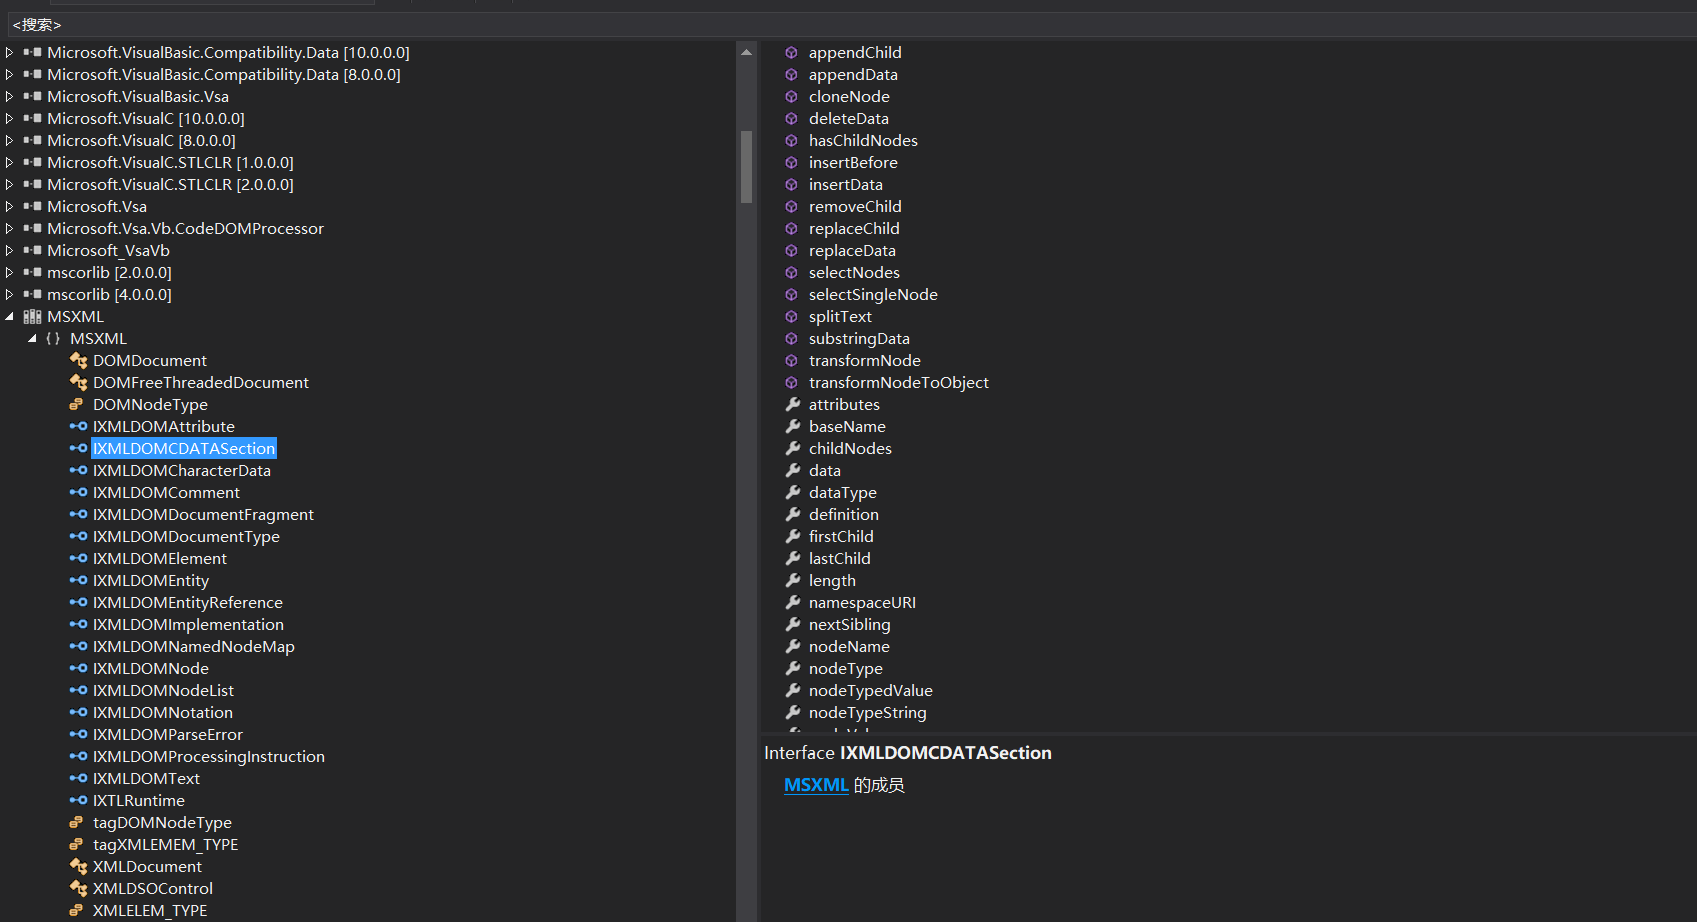 <搜索>
Microsoft.VisualBasic.Compatibility.Data [10.0.0.0]
Microsoft.VisualBasic.Compatibility.Data [8.0.0.0]
Microsoft.VisualBasic.Vsa
Microsoft.VisualC [10.0.0.0]
Microsoft.VisualC [8.0.0.0]
Microsoft.VisualC.STLCLR [1.0.0.0]
Microsoft.VisualC.STLCLR [2.0.0.0]
Microsoft.Vsa
Microsoft.Vsa.Vb.CodeDOMProcessor
Microsoft_VsaVb
mscorlib [2.0.0.0]
mscorlib [4.0.0.0]
MSXML
{} MSXML
DOMDocument
DOMFreeThreadedDocument
DOMNodeType
IXMLDOMAttribute
IXMLDOMCDATASection
IXMLDOMCharacterData
IXMLDOMComment
IXMLDOMDocumentFragment
IXMLDOMDocumentType
IXMLDOMElement
IXMLDOMEntity
IXMLDOMEntityReference
IXMLDOMImplementation
IXMLDOMNamedNodeMap
IXMLDOMNode
IXMLDOMNodeList
IXMLDOMNotation
IXMLDOMParseError
IXMLDOMProcessingInstruction
IXMLDOMText
IXTLRuntime
tagDOMNodeType
tagXMLEMEM_TYPE
XMLDocument
XMLDSOControl
XMLELEM_TYPE
appendChild
appendData
cloneNode
deleteData
hasChildNodes
insertBefore
insertData
removeChild
replaceChild
replaceData
selectNodes
selectSingleNode
splitText
substringData
transformNode
transformNodeToObject
attributes
baseName
childNodes
data
dataType
definition
firstChild
lastChild
length
namespaceURI
nextSibling
nodeName
nodeType
nodeTypedValue
nodeTypeString
Interface IXMLDOMCDATASection
MSXML 的成员